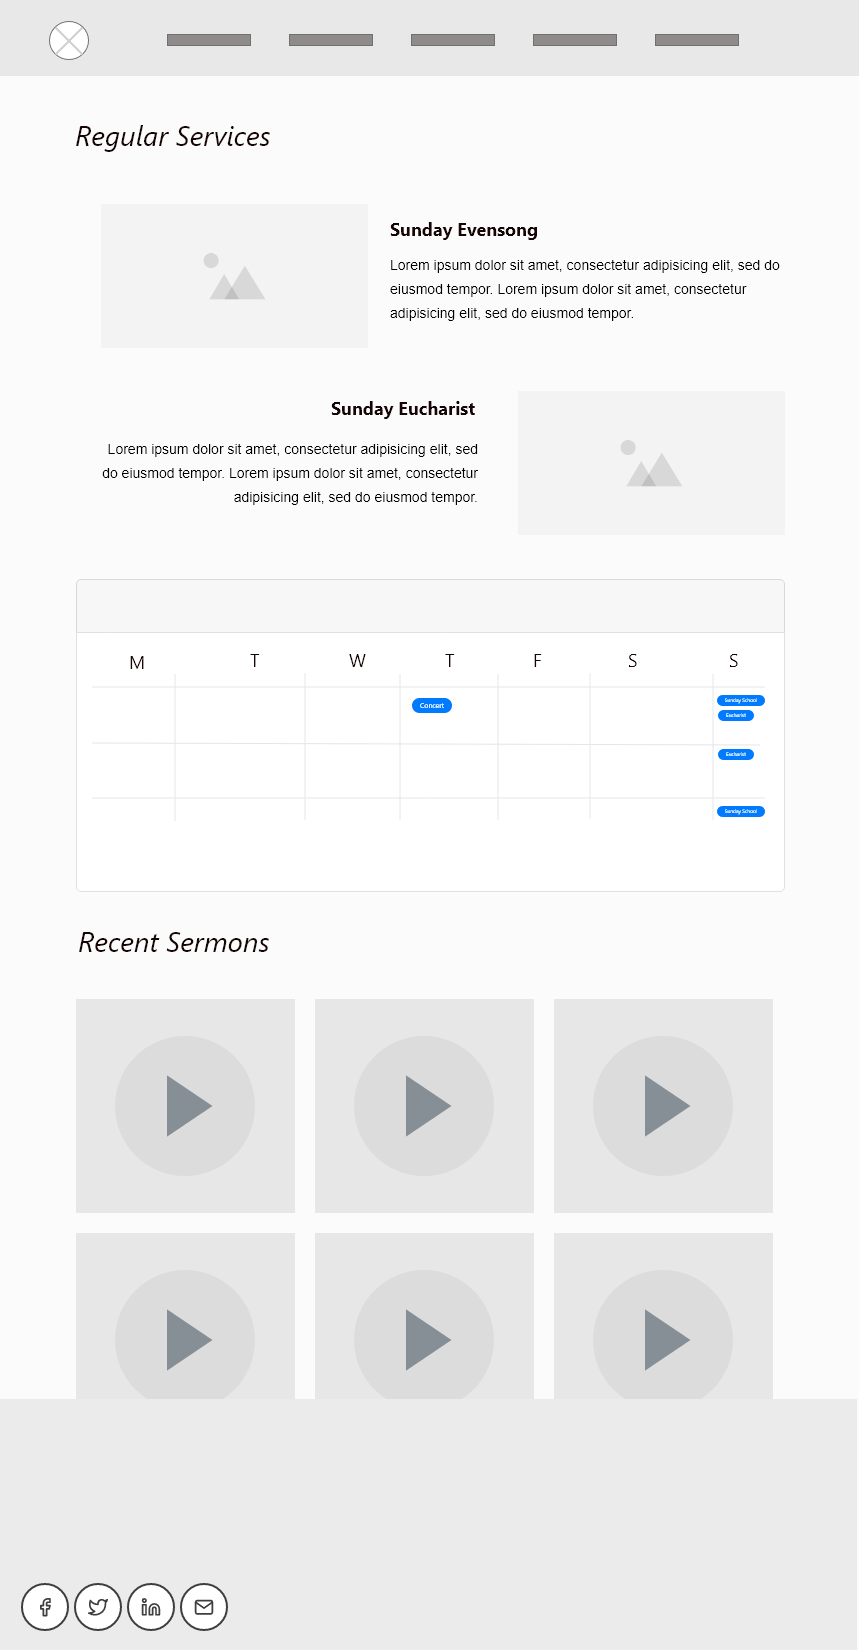 Regular Services
Sunday Evensong
Lorem ipsum dolor sit amet, consectetur adipisicing elit, sed do
eiusmod tempor. Lorem ipsum dolor sit amet, consectetur
adipisicing elit, sed do eiusmod tempor.
Sunday Eucharist
Lorem ipsum dolor sit amet, consectetur adipisicing elit, sed
do eiusmod tempor. Lorem ipsum dolor sit amet, consectetur
adipisicing elit, sed do eiusmod tempor.
M T W T F S S
Concert
Sunday School
Eucharist
Eucharist
Sunday School
Recent Sermons